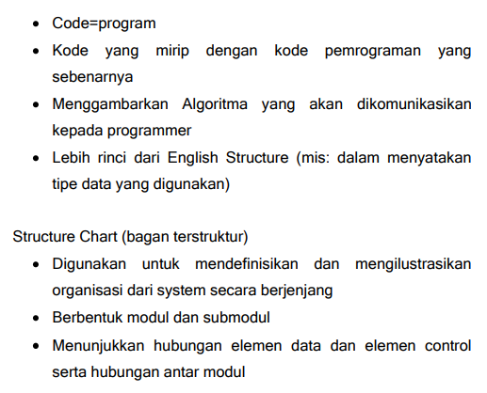 • Code=program
• Kode yang mirip dengan kode pemrograman yang
sebenarnya
• Menggambarkan Algoritma yang akan dikomunikasikan
kepada programmer
• Lebih rinci dari English Structure (mis: dalam menyatakan
tipe data yang digunakan)
Structure Chart (bagan terstruktur)
• Digunakan untuk mendefinisikan dan mengilustrasikan
organisasi dari system secara berjenjang
• Berbentuk modul dan submodul
• Menunjukkan hubungan elemen data dan elemen control
serta hubungan antar modul